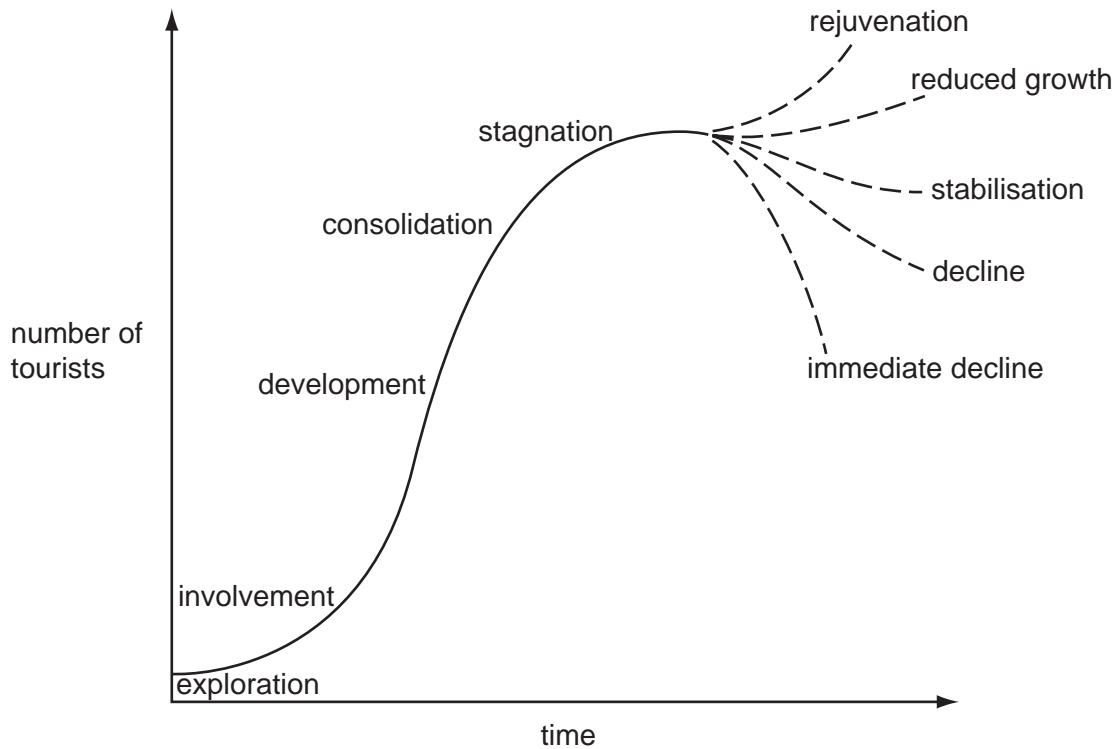 rejuvenation
reduced growth
stagnation
stabilisation
consolidation
decline
number of
tourists
immediate decline
development
involvement
exploration
time